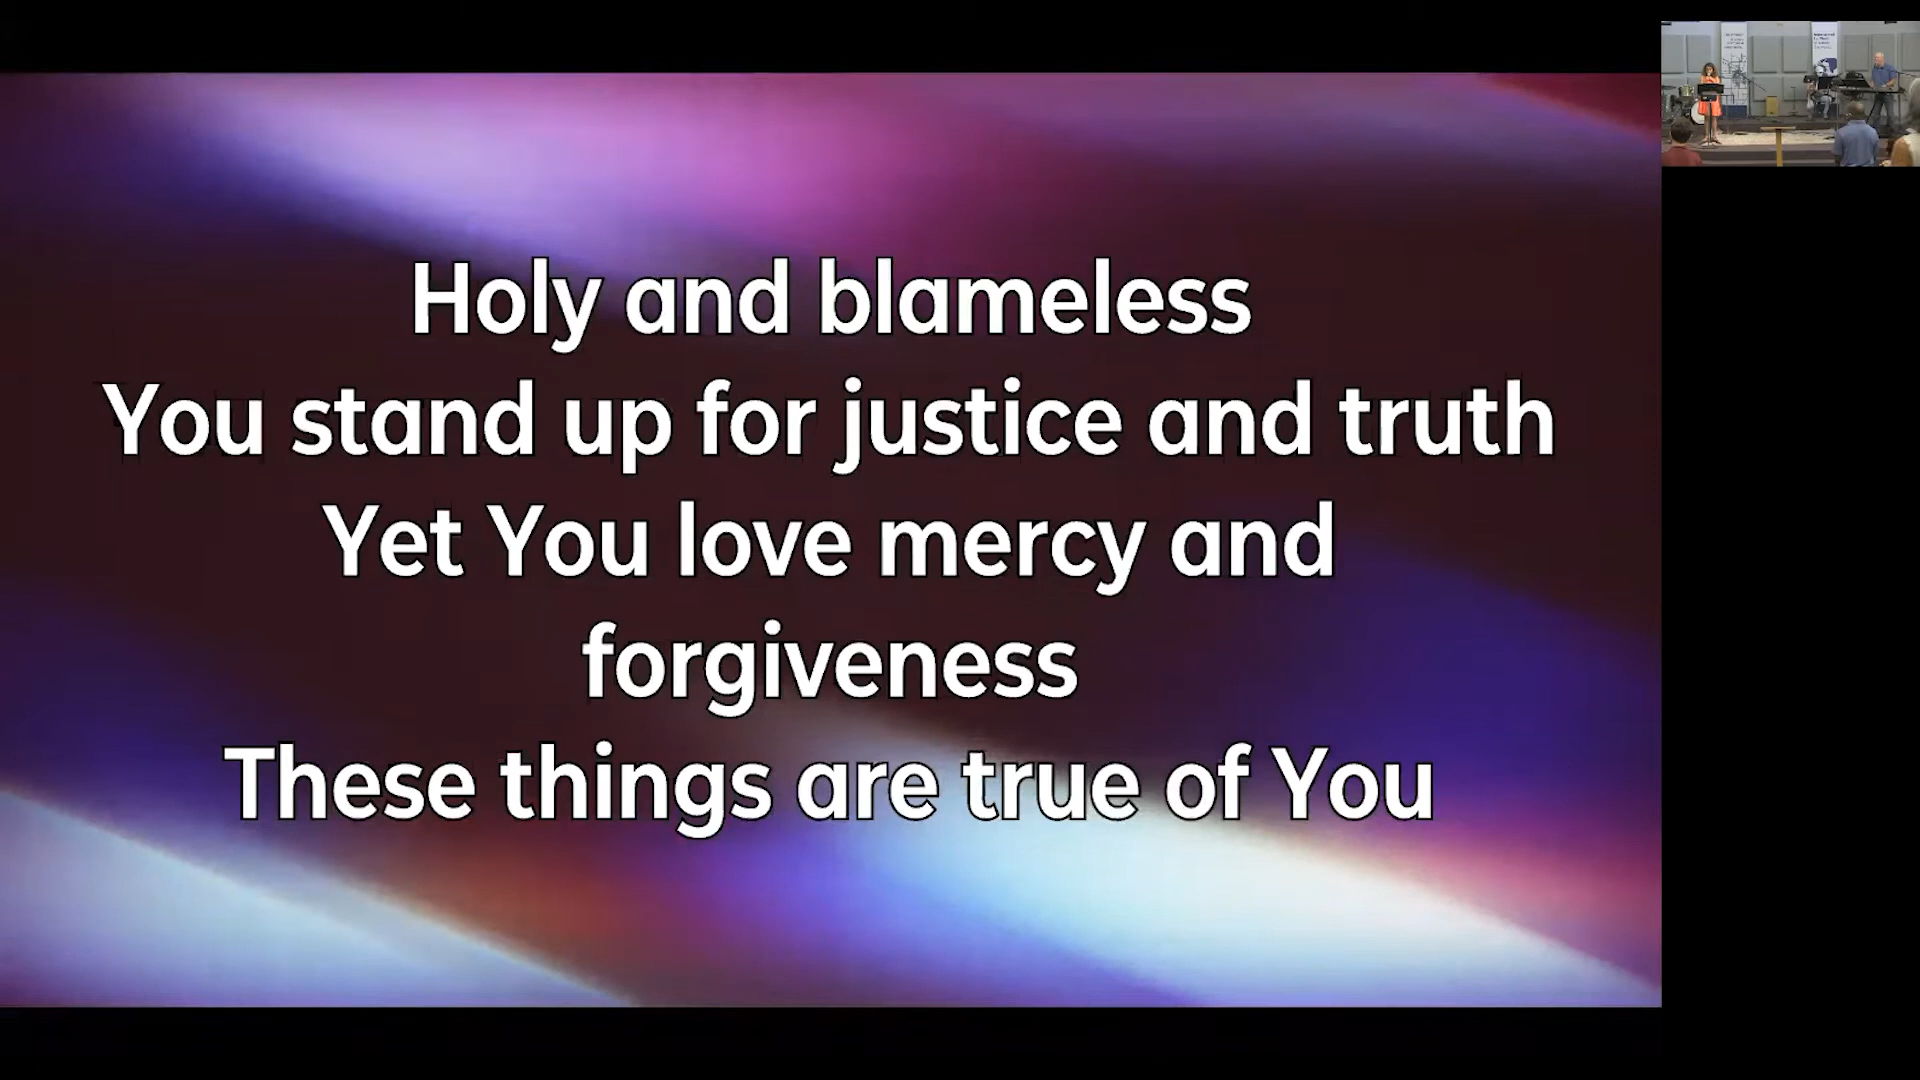 Holy and blameless
You stand up for justice and truth
Yet You love mercy and
forgiveness
These things are true of You